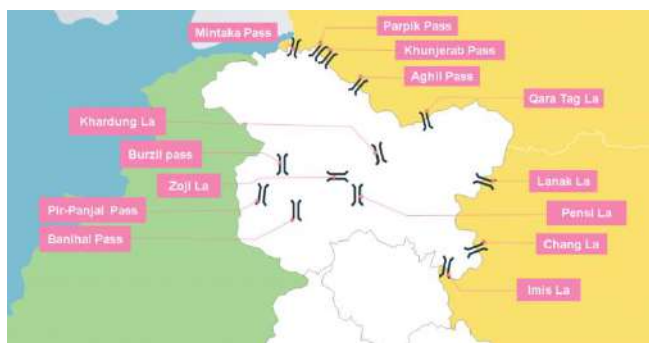 Mintaka Pass
Parpik Pass
Khunjerab Pass
Aghil Pass
Qara Tag La
Khardung La
Burzil pass
Zoji La
Pir-Panjal Pass
Banihal Pass
Lanak La
Pensi La
Chang La
Imis La